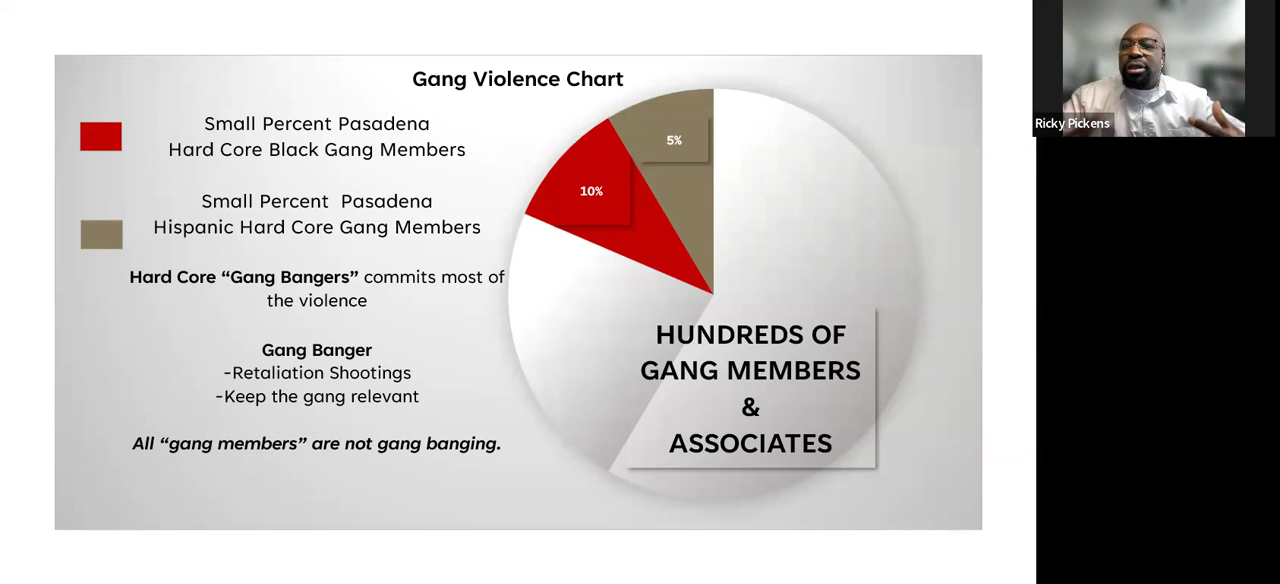 Gang Violence Chart
Small Percent Pasadena
Hard Core Black Gang Members
Small Percent Pasadena
Hispanic Hard Core Gang Members
Hard Core “Gang Bangers” commits most of
the violence
Gang Banger
-Retaliation Shootings
-Keep the gang relevant
All “gang members” are not gang banging.
5%
10%
HUNDREDS OF
GANG MEMBERS
&
ASSOCIATES
Ricky Pickens